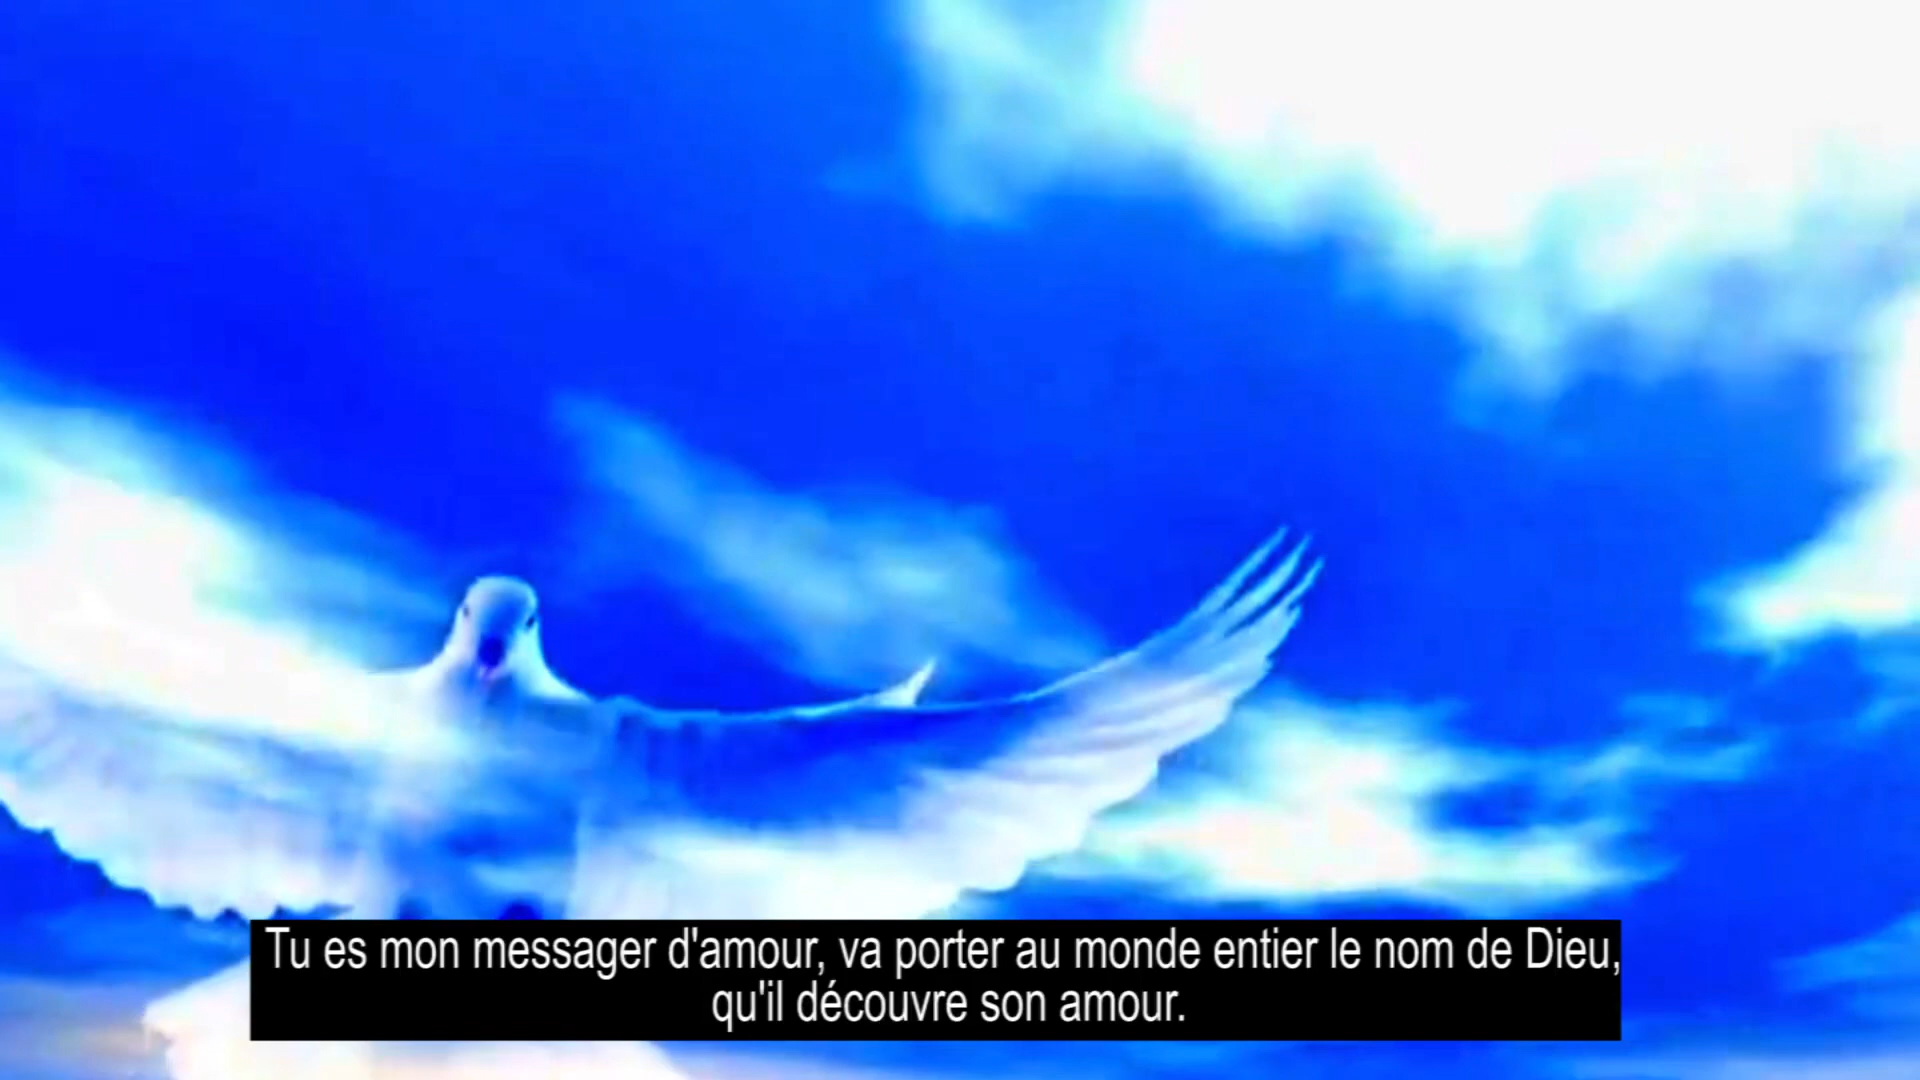 Tu es mon messager d'amour, va porter au monde entier le nom de Dieu,
qu'il découvre son amour.